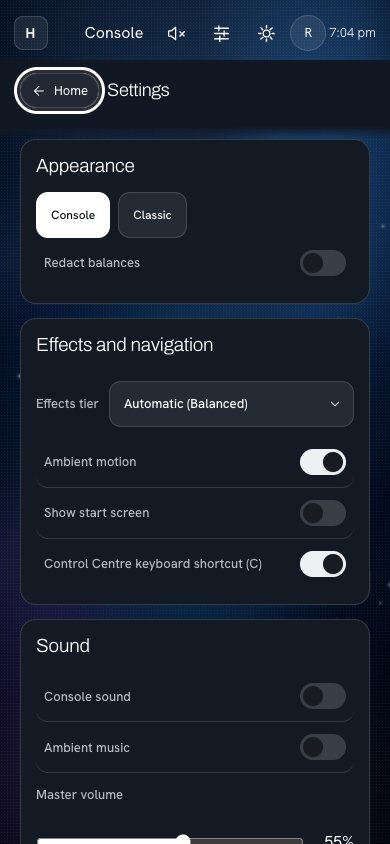 H Console R 7:04 pm
Home Settings
Appearance
Console Classic
Redact balances
Effects and navigation
Effects tier Automatic (Balanced)
Ambient motion
Show start screen
Control Centre keyboard shortcut (C)
Sound
Console sound
Ambient music
Master volume
55%